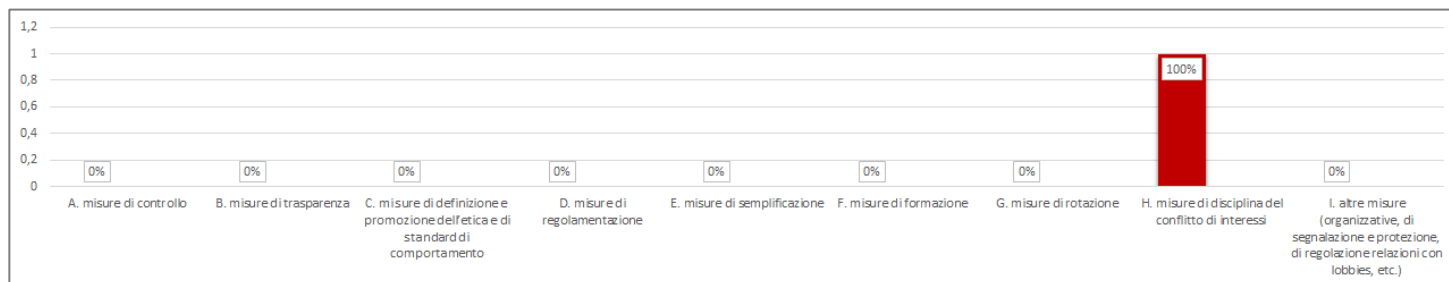 1,2
1
0,8
0,6
0,4
0,2
0
0%
0%
0%
0%
0%
0%
0%
100%
0%
A. misure di controllo
B. misure di trasparenza
C. misure di definizione e
promozione dell'etica e di
standard di
comportamento
D. misure di
regolamentazione
E. misure di semplificazione
F. misure di formazione
G. misure di rotazione
H. misure di disciplina del
conflitto di interessi
I. altre misure
(organizzative, di
segnalazione e protezione,
di regolazione relazioni con
lobbies, etc.)